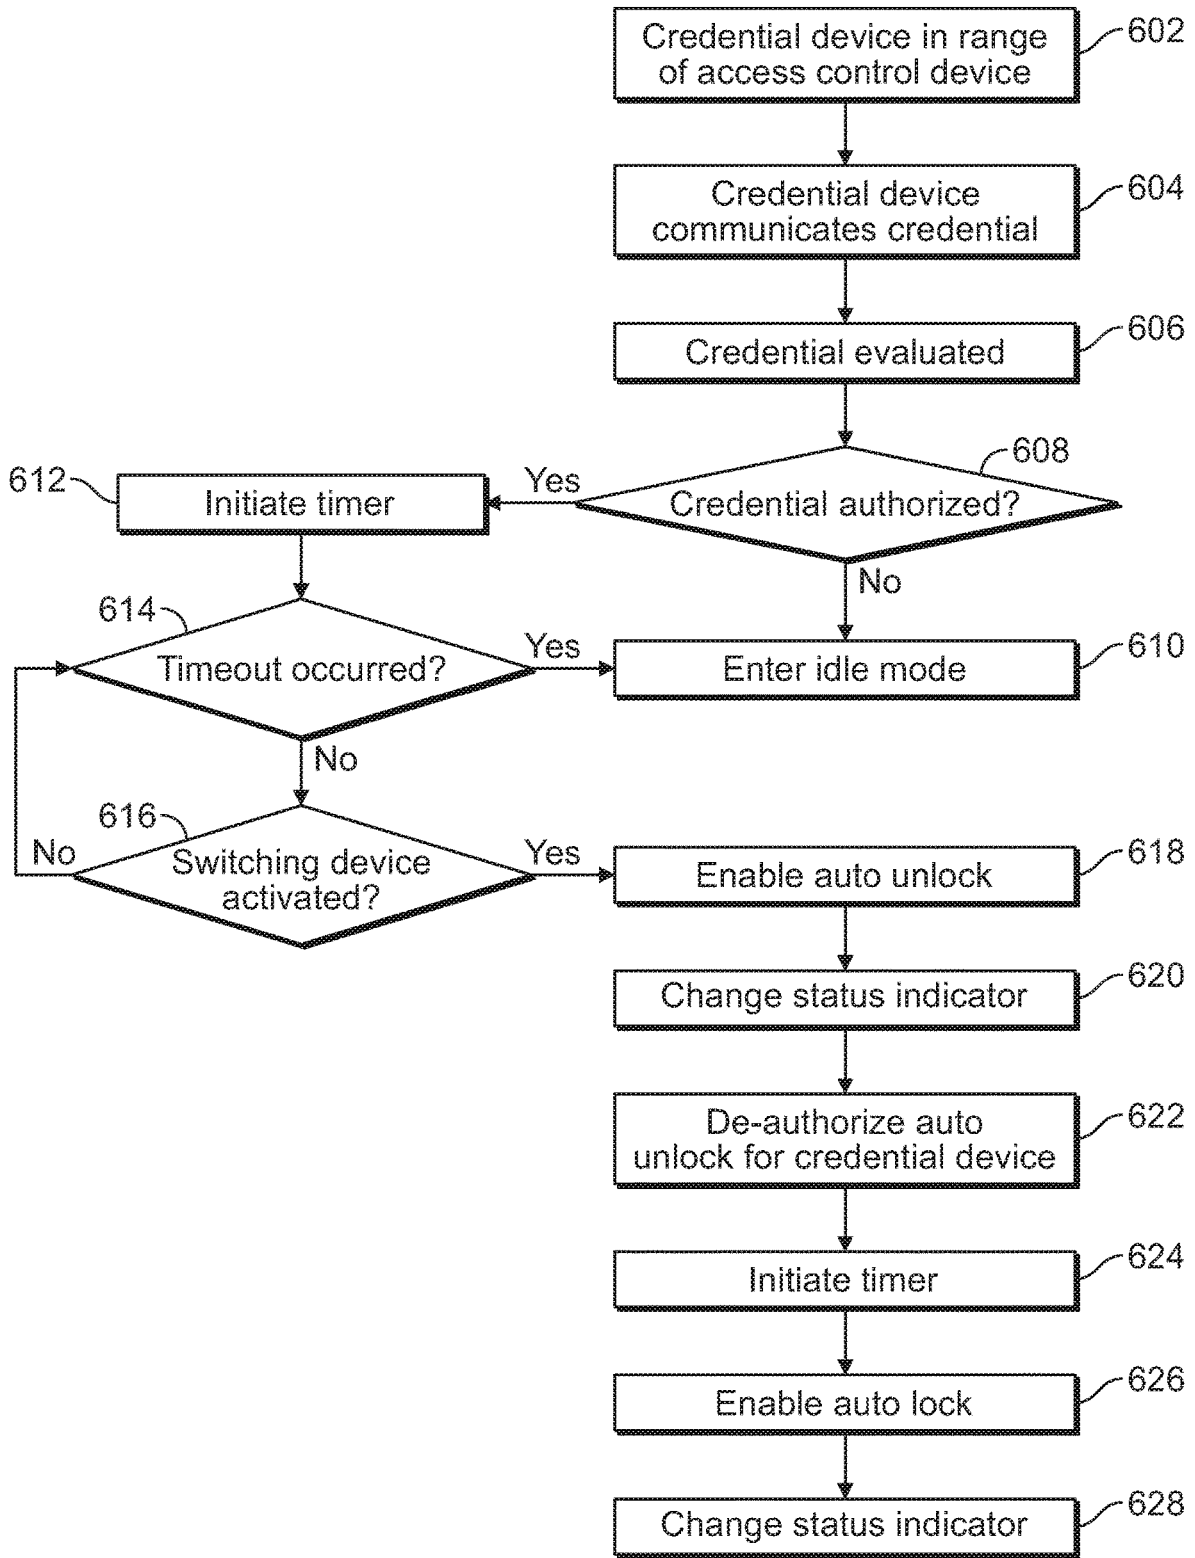 Credential device in range
of access control device
602
Credential device
communicates credential
604
Credential evaluated
606
608
Credential authorized?
Yes
No
612
Initiate timer
614
Timeout occurred?
Yes
No
Enter idle mode
610
616
Switching device
activated?
No
Yes
Enable auto unlock
618
Change status indicator
620
De-authorize auto
unlock for credential device
622
Initiate timer
624
Enable auto lock
626
Change status indicator
628